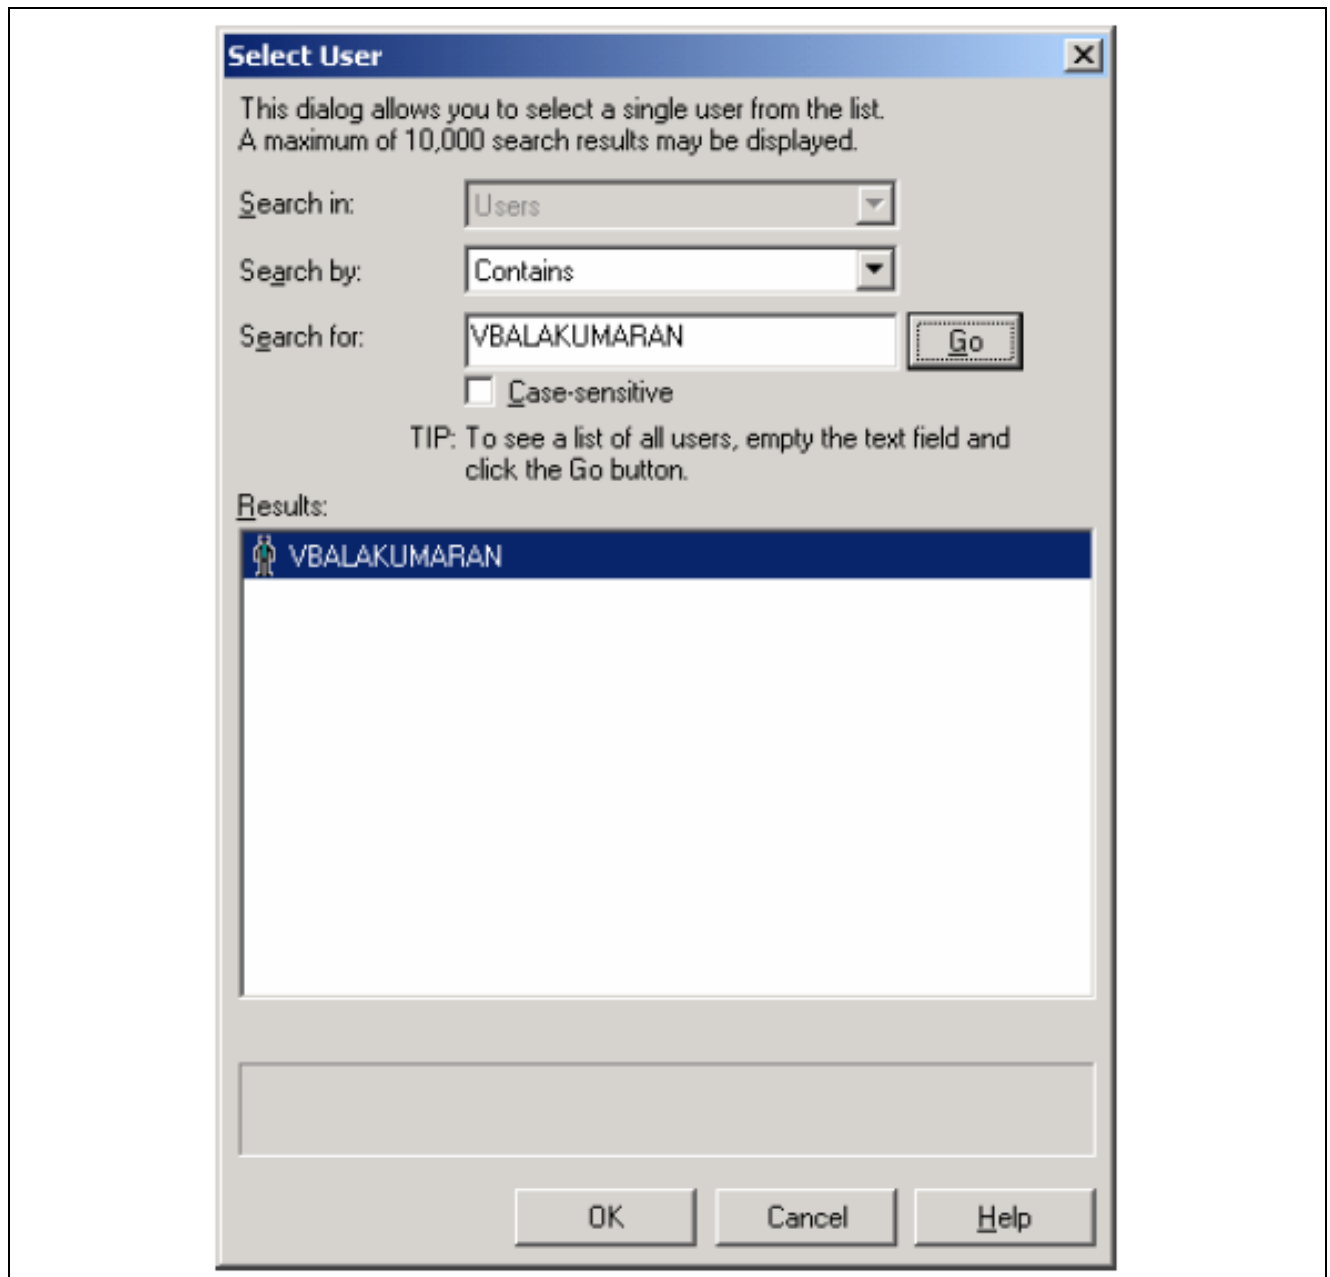 Select User
This dialog allows you to select a single user from the list.
A maximum of 10,000 search results may be displayed.
Search in: Users
Search by: Contains
Search for: VBALAKUMARAN Go
Case-sensitive
TIP: To see a list of all users, empty the text field and
click the Go button.
Results:
VBALAKUMARAN
OK Cancel Help